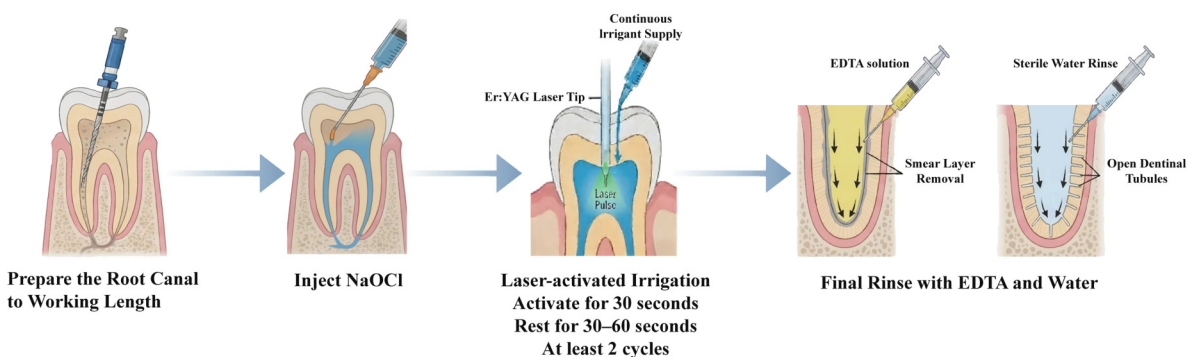 Continuous
Irrigant Supply
Er:YAG Laser Tip
Laser
Pulse
EDTA solution
Sterile Water Rinse
Smear Layer
Removal
Open Dentinal
Tubules
Prepare the Root Canal
to Working Length
Inject NaOCl
Laser-activated Irrigation
Activate for 30 seconds
Rest for 30–60 seconds
At least 2 cycles
Final Rinse with EDTA and Water